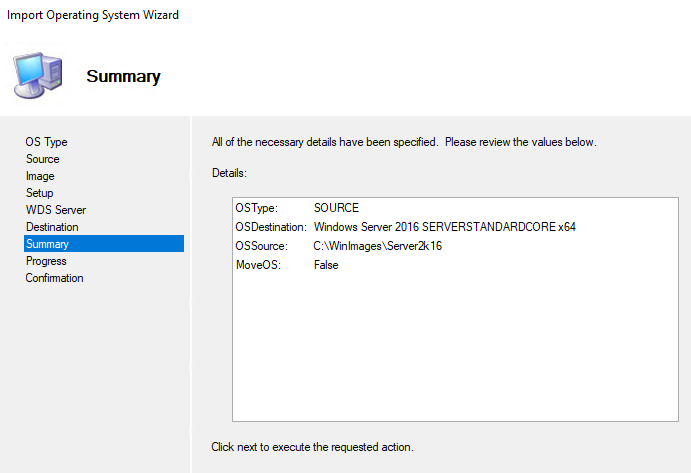 Import Operating System Wizard
Summary
OS Type
Source
Image
Setup
WDS Server
Destination
Summary
Progress
Confirmation
All of the necessary details have been specified. Please review the values below.
Details:
OSType: SOURCE
OSDestination: Windows Server 2016 SERVERSTANDARDCORE x64
OSSource: C:\WinImages\Server2k16
MoveOS: False
Click next to execute the requested action.